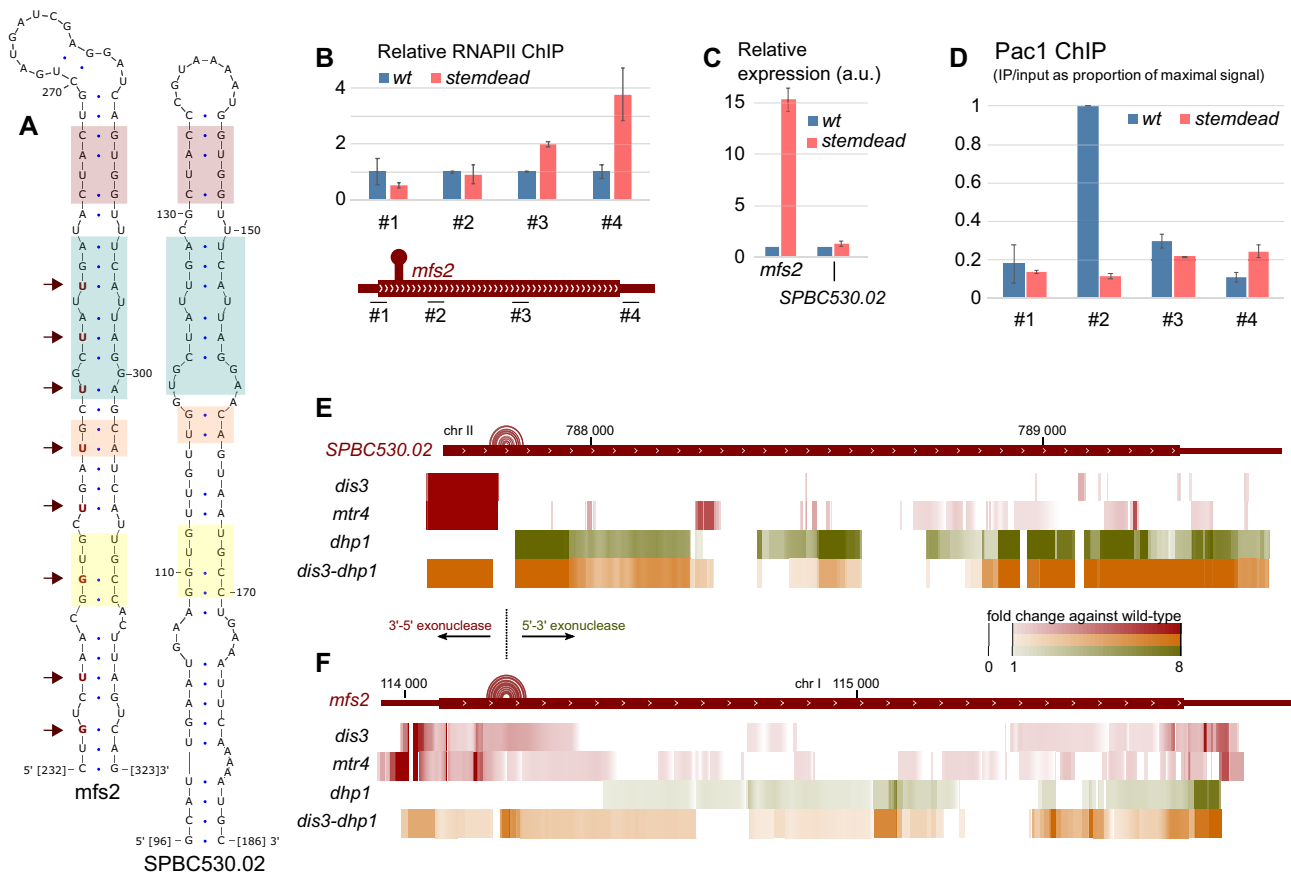 A
270
130
150
300
110
170
5' [232]
[323]3'
mfs2
5' [96]
[186] 3'
SPBC530.02
B
Relative RNAPII ChIP
wt
stemdead
4
2
0
#1
#2
#3
#4
mfs2
#1
#2
#3
#4
C
Relative
expression (a.u.)
15
10
5
0
wt
stemdead
mfs2
SPBC530.02
D
Pac1 ChIP
(IP/input as proportion of maximal signal)
1
0.8
0.6
0.4
0.2
0
wt
stemdead
#1
#2
#3
#4
E
chr II
788 000
789 000
SPBC530.02
dis3
mtr4
dhp1
dis3-dhp1
3'-5' exonuclease
5'-3' exonuclease
fold change against wild-type
0
1
8
F
114 000
chr I
115 000
mfs2
dis3
mtr4
dhp1
dis3-dhp1